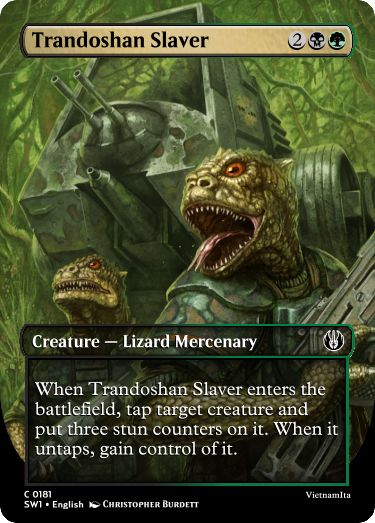 Trandoshan Slaver 2
Creature — Lizard Mercenary
When Trandoshan Slaver enters the
battlefield, tap target creature and
put three stun counters on it. When it
untaps, gain control of it.
C 0181
SW1 • English Christopher Burdett
VietnamIta